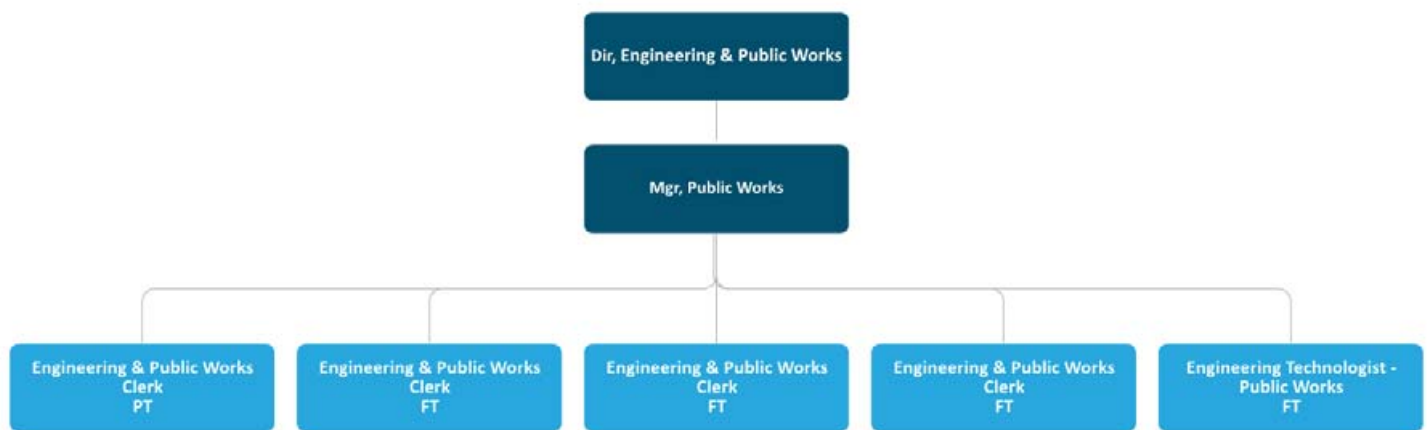 Dir, Engineering & Public Works
Mgr, Public Works
Engineering & Public Works
Clerk
PT
Engineering & Public Works
Clerk
FT
Engineering & Public Works
Clerk
FT
Engineering & Public Works
Clerk
FT
Engineering Technologist -
Public Works
FT